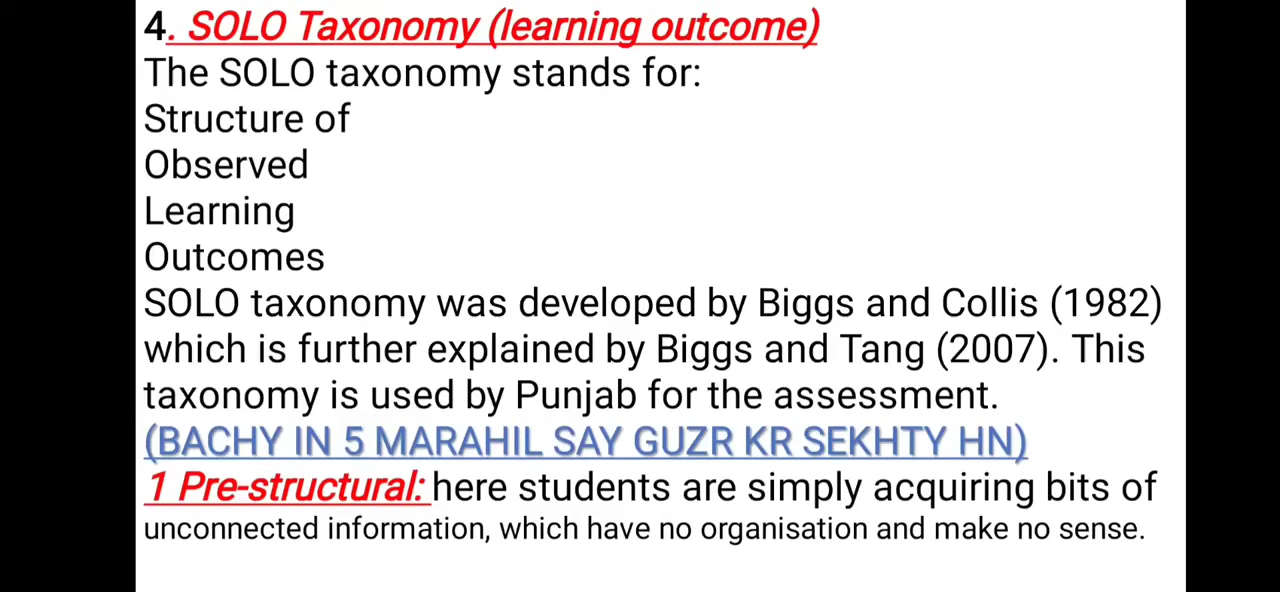 4. SOLO Taxonomy (learning outcome)
The SOLO taxonomy stands for:
Structure of
Observed
Learning
Outcomes
SOLO taxonomy was developed by Biggs and Collis (1982)
which is further explained by Biggs and Tang (2007). This
taxonomy is used by Punjab for the assessment.
(BACHY IN 5 MARAHIL SAY GUZR KR SEKHTY HN)
1 Pre-structural: here students are simply acquiring bits of
unconnected information, which have no organisation and make no sense.